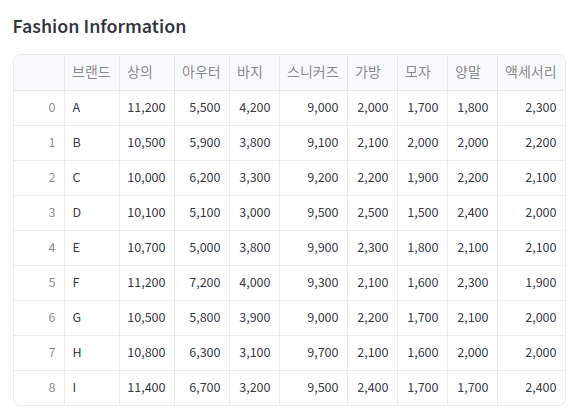 Fashion Information
브랜드 상의 아우터 바지 스니커즈 가방 모자 양말 액세서리
0 A 11,200 5,500 4,200 9,000 2,000 1,700 1,800 2,300
1 B 10,500 5,900 3,800 9,100 2,100 2,000 2,000 2,200
2 C 10,000 6,200 3,300 9,200 2,200 1,900 2,200 2,100
3 D 10,100 5,100 3,000 9,500 2,500 1,500 2,400 2,000
4 E 10,700 5,000 3,800 9,900 2,300 1,800 2,100 2,100
5 F 11,200 7,200 4,000 9,300 2,100 1,600 2,300 1,900
6 G 10,500 5,800 3,900 9,000 2,200 1,700 2,100 2,000
7 H 10,800 6,300 3,100 9,700 2,100 1,600 2,000 2,000
8 I 11,400 6,700 3,200 9,500 2,400 1,700 1,700 2,400